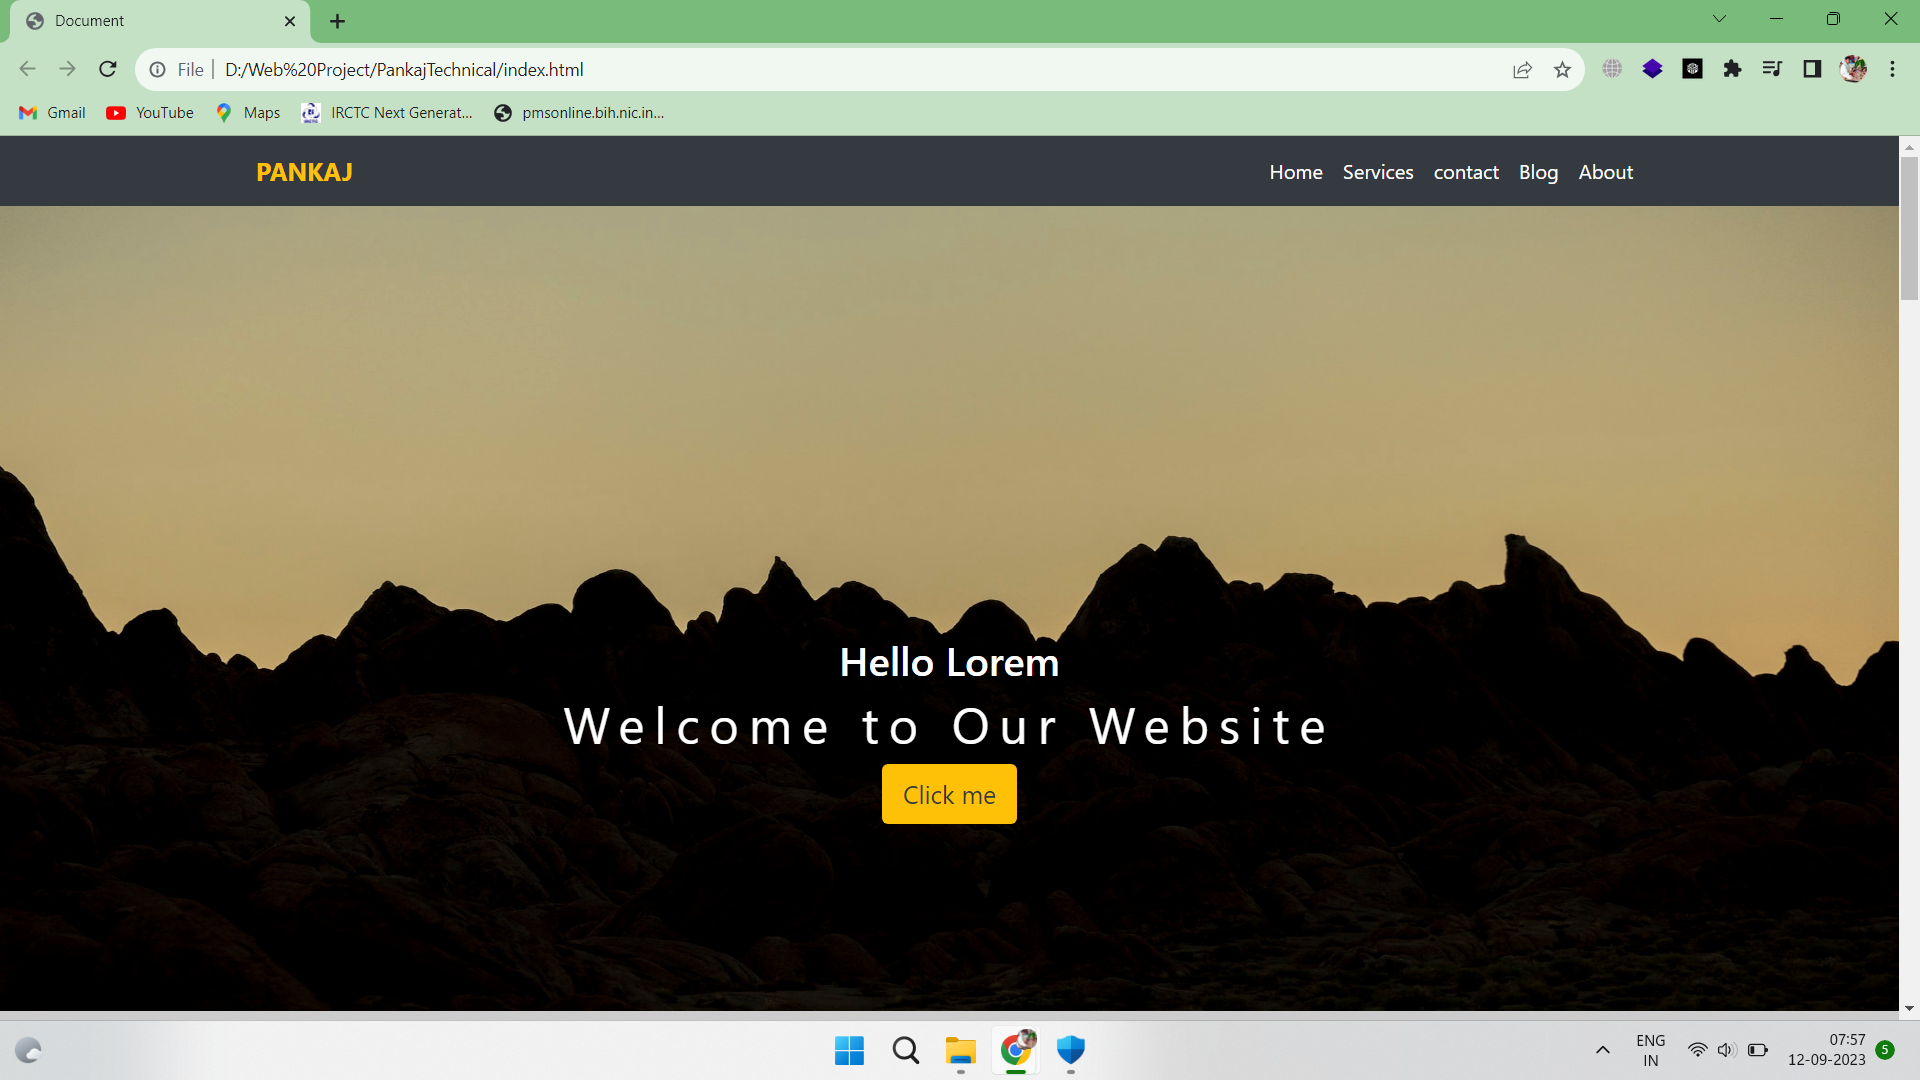 Document
File
D:/Web%20Project/PankajTechnical/index.html
Gmail
YouTube
Maps
IRCTC Next Generat...
pmsonline.bih.nic.in...
PANKAJ
Home
Services
contact
Blog
About
Hello Lorem
Welcome to Our Website
Click me
ENG
IN
07:57
12-09-2023
5